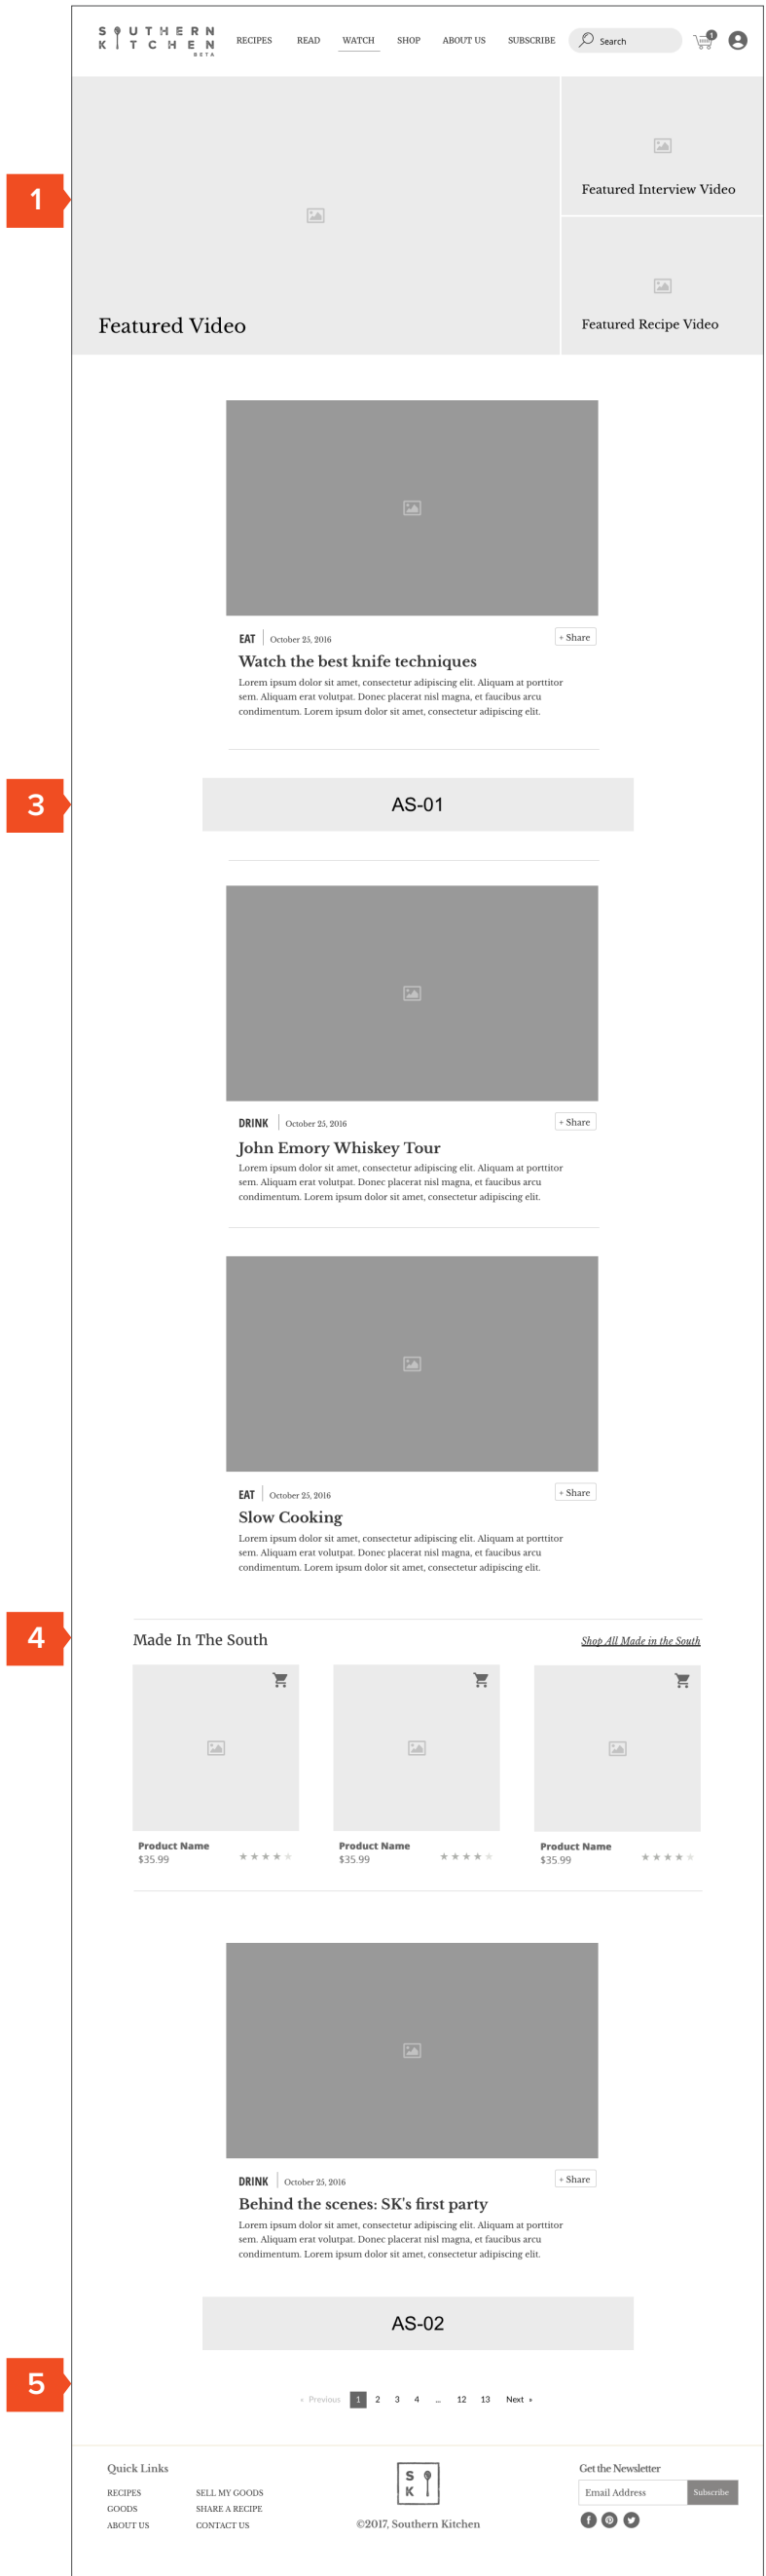 SOUTHERN
KITCHEN
BETA
RECIPES READ WATCH SHOP ABOUT US SUBSCRIBE Search 1
1
Featured Interview Video
Featured Video
Featured Recipe Video
EAT October 25, 2016 + Share
Watch the best knife techniques
Lorem ipsum dolor sit amet, consectetur adipiscing elit. Aliquam at porttitor
sem. Aliquam erat volutpat. Donec placerat nisl magna, et faucibus arcu
condimentum. Lorem ipsum dolor sit amet, consectetur adipiscing elit.
3
AS-01
DRINK October 25, 2016 + Share
John Emory Whiskey Tour
Lorem ipsum dolor sit amet, consectetur adipiscing elit. Aliquam at porttitor
sem. Aliquam erat volutpat. Donec placerat nisl magna, et faucibus arcu
condimentum. Lorem ipsum dolor sit amet, consectetur adipiscing elit.
EAT October 25, 2016 + Share
Slow Cooking
Lorem ipsum dolor sit amet, consectetur adipiscing elit. Aliquam at porttitor
sem. Aliquam erat volutpat. Donec placerat nisl magna, et faucibus arcu
condimentum. Lorem ipsum dolor sit amet, consectetur adipiscing elit.
4
Made In The South Shop All Made in the South
Product Name Product Name Product Name
$35.99 $35.99 $35.99
DRINK October 25, 2016 + Share
Behind the scenes: SK's first party
Lorem ipsum dolor sit amet, consectetur adipiscing elit. Aliquam at porttitor
sem. Aliquam erat volutpat. Donec placerat nisl magna, et faucibus arcu
condimentum. Lorem ipsum dolor sit amet, consectetur adipiscing elit.
AS-02
5
« Previous 1 2 3 4 ... 12 13 Next »
Quick Links
RECIPES SELL MY GOODS
GOODS SHARE A RECIPE
ABOUT US CONTACT US
S
K
©2017, Southern Kitchen
Get the Newsletter
Email Address Subscribe